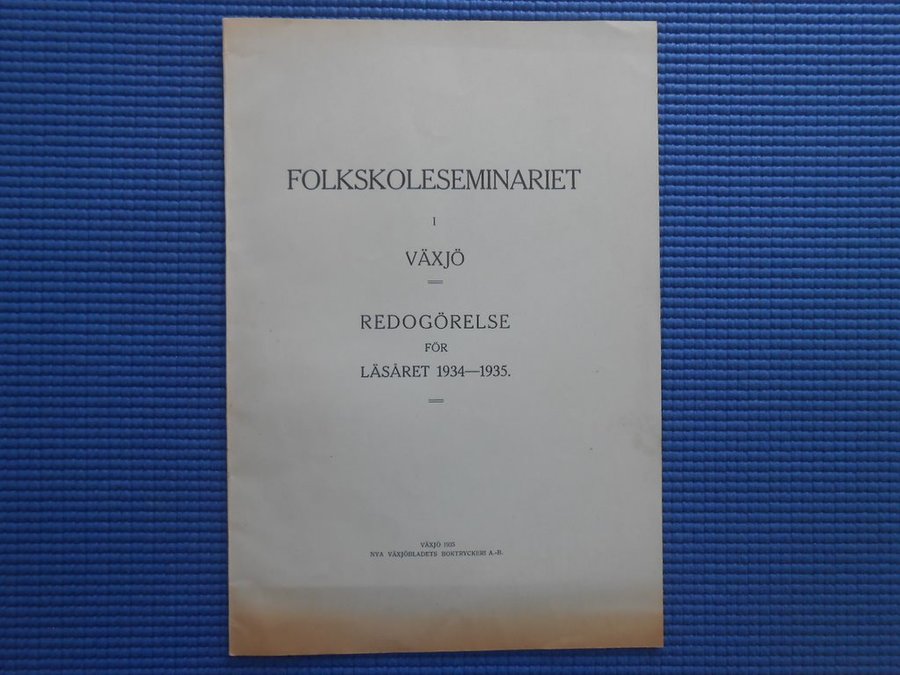 FOLKSKOLESEMINARIET
I
VÄXJÖ
REDOGÖRELSE
FÖR
LÄSÅRET 1934—1935.
VÄXJÖ 1935
NYA VÄXJÖBLADETS BOKTRYCKERI A.-B.